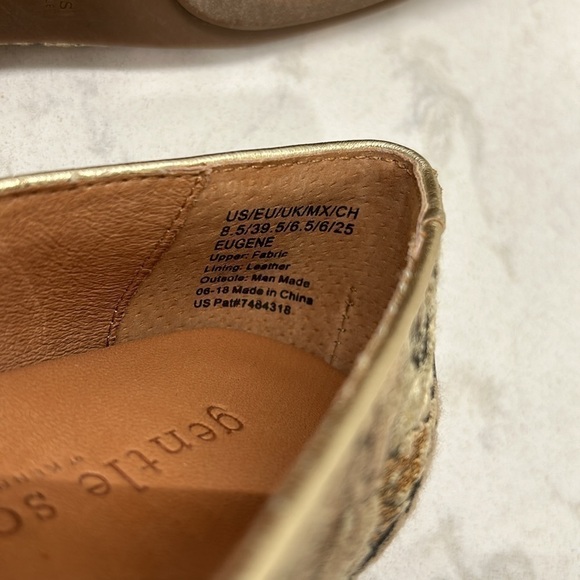 US/EU/UK/MX/CH
8.5/39.5/6.5/6/25
EUGENE
Upper: Fabric
Lining: Leather
Outsole: Man Made
06-18 Made in China
US Pat#7484318
gentle